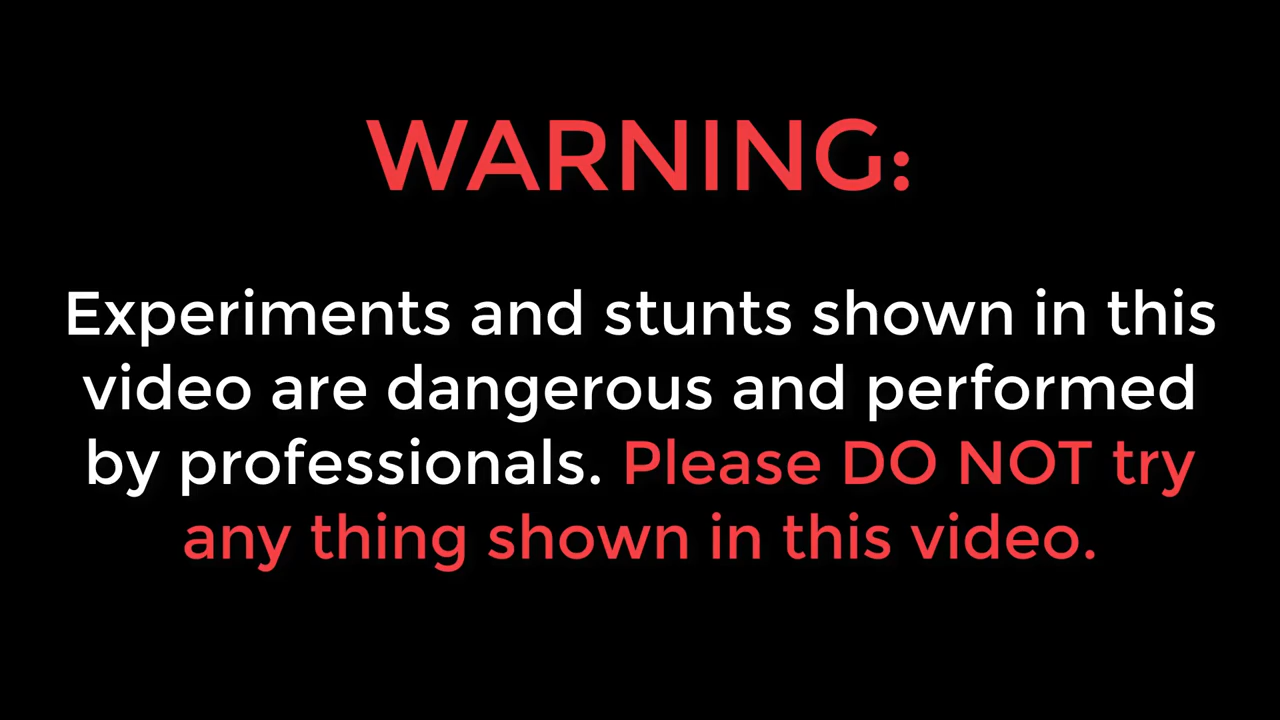 WARNING:
Experiments and stunts shown in this
video are dangerous and performed
by professionals. Please DO NOT try
any thing shown in this video.